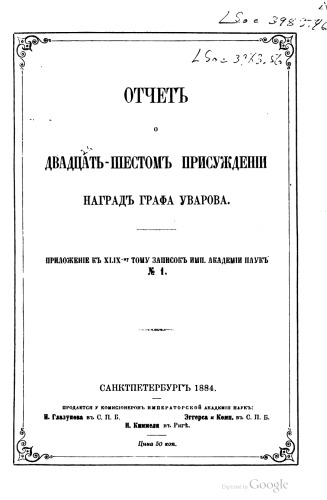 LSoc 3983.46
LSoc 3983.56
ОТЧЕТЪ
О
ДВАДЦАТЬ-ШЕСТОМЪ ПРИСУЖДЕНІИ
НАГРАДЪ ГРАФА УВАРОВА.
ПРИЛОЖЕНІЕ КЪ XLIX-МУ ТОМУ ЗАПИСОКЪ ИМП. АКАДЕМІИ НАУКЪ
№ 1.
САНКТПЕТЕРБУРГЪ 1884.
ПРОДАЕТСЯ У КОМИСІОНЕРОВЪ ИМПЕРАТОРСКОЙ АКАДЕМІИ НАУКЪ:
И. Глазунова въ С. П. Б. Эггерса и Комп. въ С. П. Б.
Н. Киммеля въ Ригѣ.
Цѣна 50 коп.
Digitized by Google